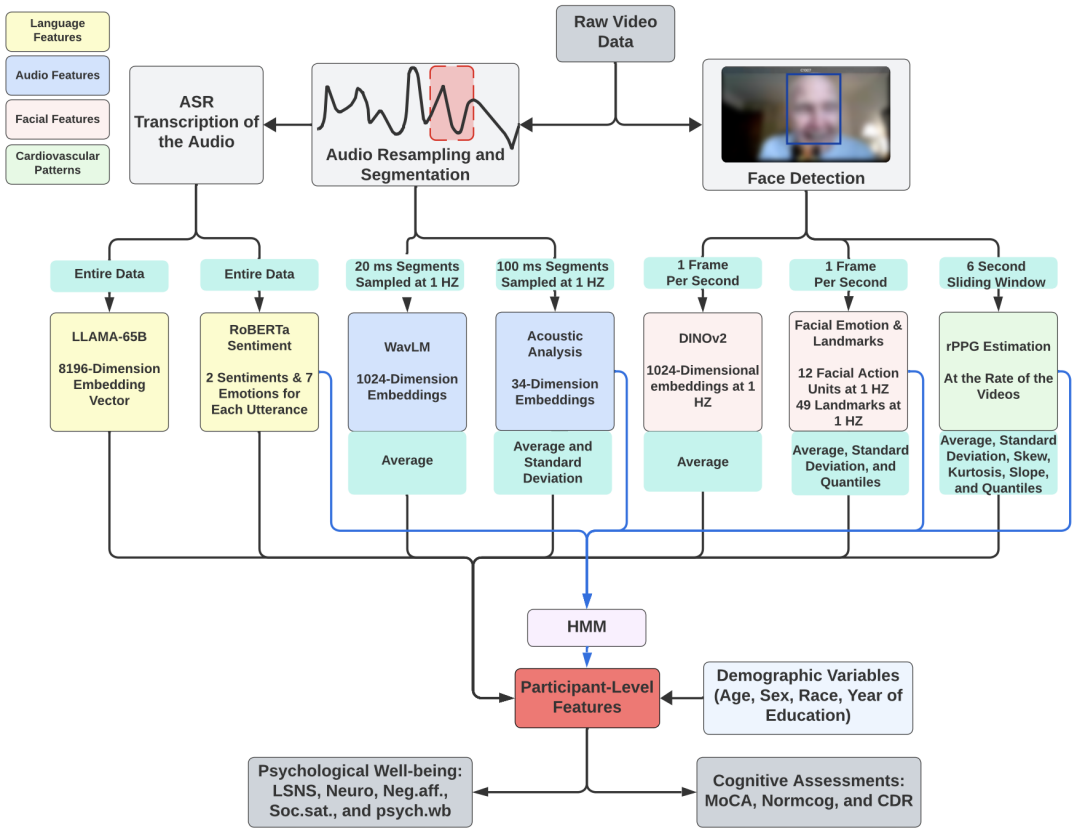 Language
Features
Audio Features
Facial Features
Cardiovascular
Patterns
Raw Video
Data
ASR
Transcription of
the Audio
Audio Resampling and
Segmentation
Face Detection
Entire Data
Entire Data
20 ms Segments
Sampled at 1 HZ
100 ms Segments
Sampled at 1 HZ
1 Frame
Per Second
1 Frame
Per Second
6 Second
Sliding Window
LLAMA-65B
8196-Dimension
Embedding
Vector
RoBERTa
Sentiment
2 Sentiments & 7
Emotions for
Each Utterance
WavLM
1024-Dimension
Embeddings
Acoustic
Analysis
34-Dimension
Embeddings
DINOv2
1024-Dimensional
embeddings at 1
HZ
Facial Emotion &
Landmarks
12 Facial Action
Units at 1 HZ
49 Landmarks at
1 HZ
rPPG Estimation
At the Rate of the
Videos
Average
Average and
Standard
Deviation
Average
Average, Standard
Deviation, and
Quantiles
Average, Standard
Deviation, Skew,
Kurtosis, Slope,
and Quantiles
HMM
Participant-Level
Features
Demographic Variables
(Age, Sex, Race, Year of
Education)
Psychological Well-being:
LSNS, Neuro, Neg.aff.,
Soc.sat., and psych.wb
Cognitive Assessments:
MoCA, Normcog, and CDR